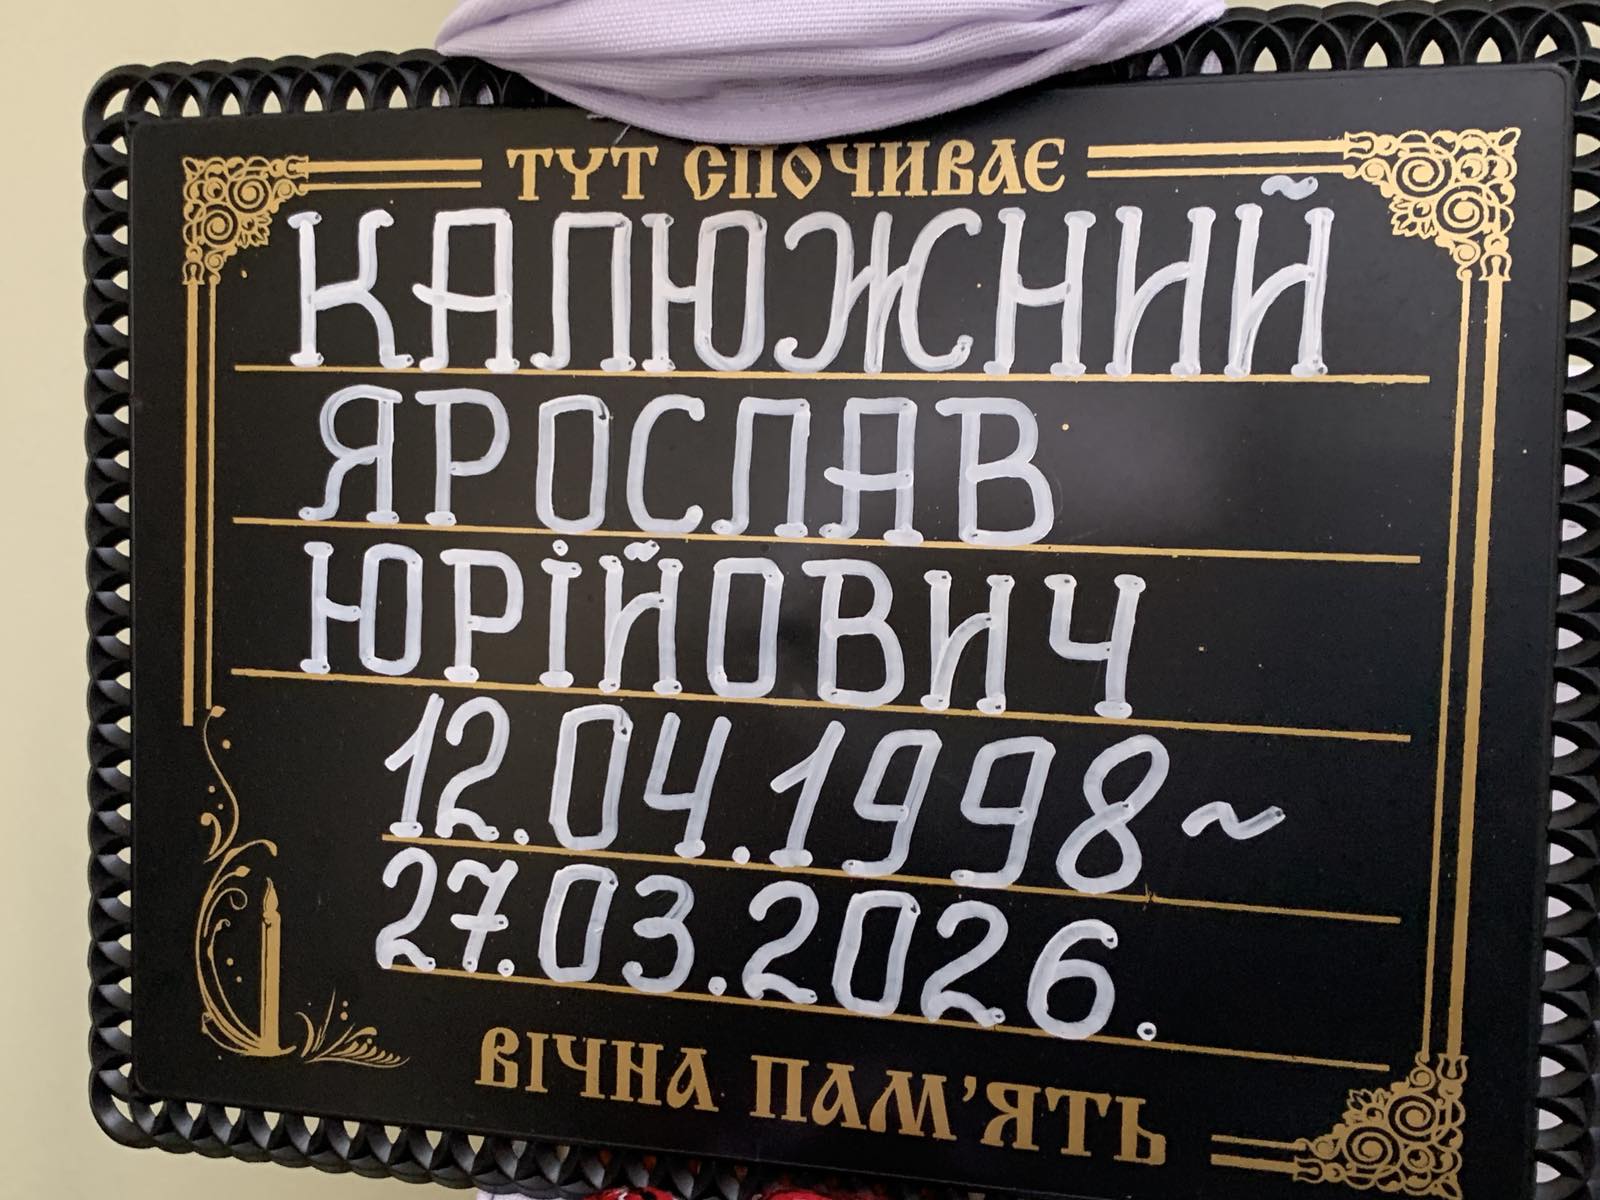 ТУТ СПОЧИВАЄ
КАЛЮЖНИЙ
ЯРОСЛАВ
ЮРІЙОВИЧ
12.04.1998~
27.03.2026.
ВІЧНА ПАМ'ЯТЬ